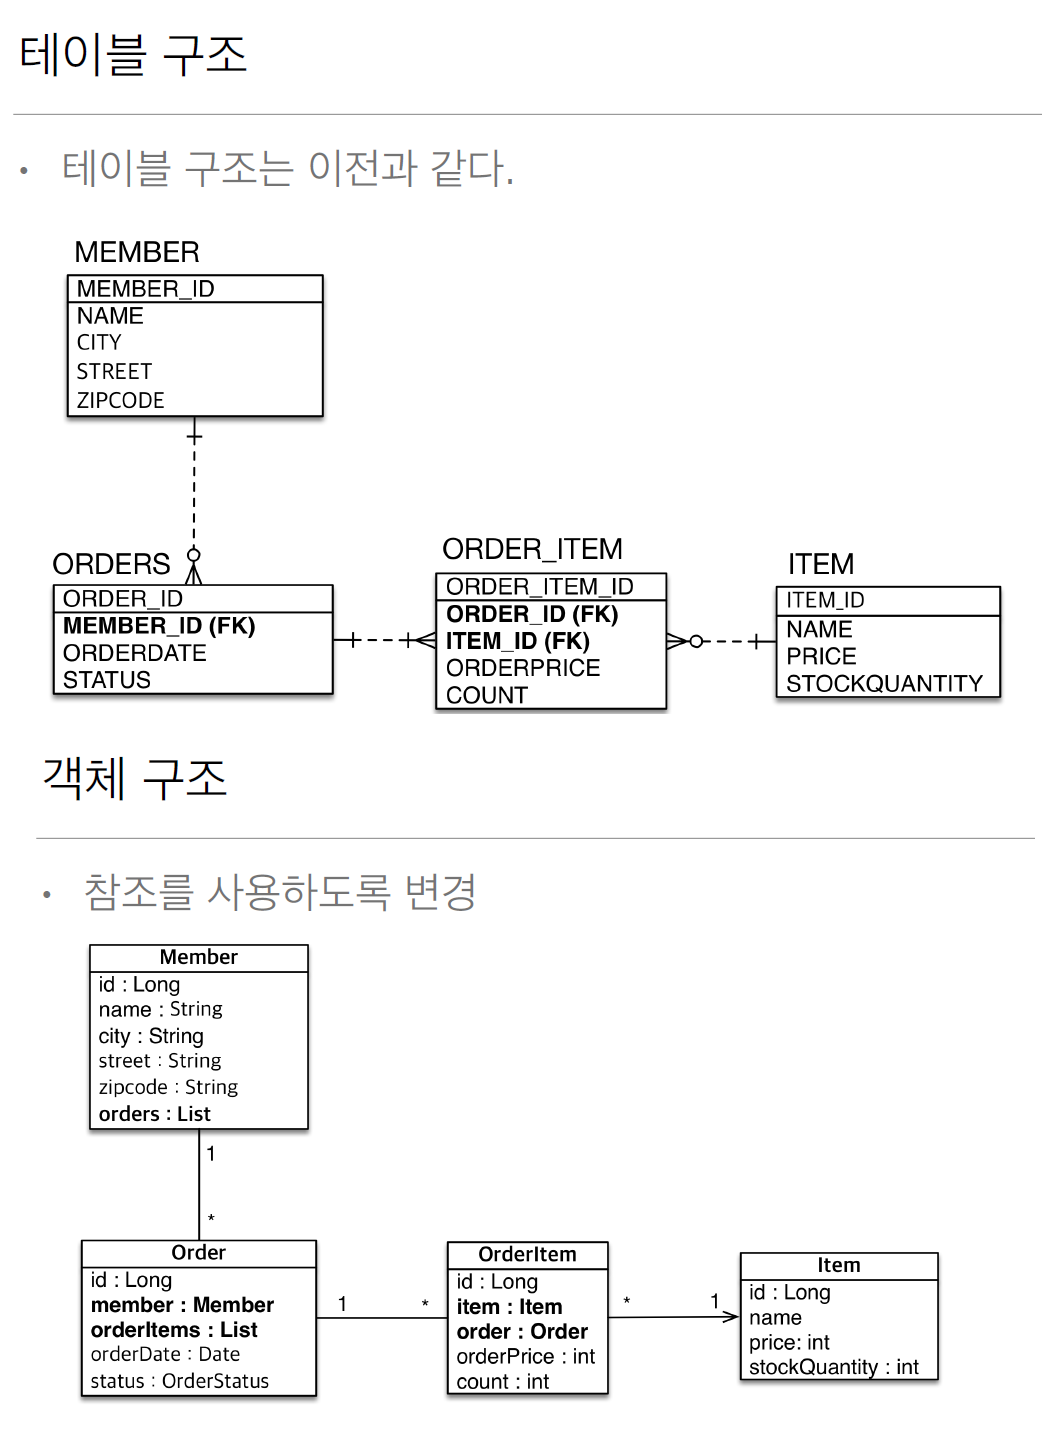 테이블 구조
• 테이블 구조는 이전과 같다.
MEMBER
MEMBER_ID
NAME
CITY
STREET
ZIPCODE
ORDERS
ORDER_ID
MEMBER_ID (FK)
ORDERDATE
STATUS
ORDER_ITEM
ORDER_ITEM_ID
ORDER_ID (FK)
ITEM_ID (FK)
ORDERPRICE
COUNT
ITEM
ITEM_ID
NAME
PRICE
STOCKQUANTITY
객체 구조
• 참조를 사용하도록 변경
Member
id : Long
name : String
city : String
street : String
zipcode : String
orders : List
1
*
Order
id : Long
member : Member
orderItems : List
orderDate : Date
status : OrderStatus
1
*
OrderItem
id : Long
item : Item
order : Order
orderPrice : int
count : int
*
1
Item
id : Long
name
price: int
stockQuantity : int